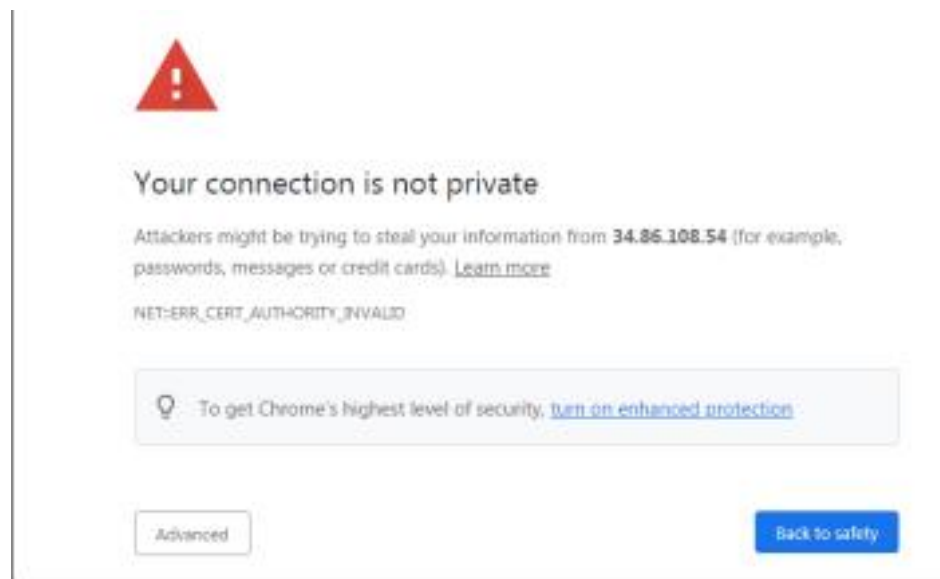 Your connection is not private
Attackers might be trying to steal your information from 34.86.108.54 (for example,
passwords, messages or credit cards). Learn more
NET::ERR_CERT_AUTHORITY_INVALID
To get Chrome's highest level of security, turn on enhanced protection
Advanced
Back to safety